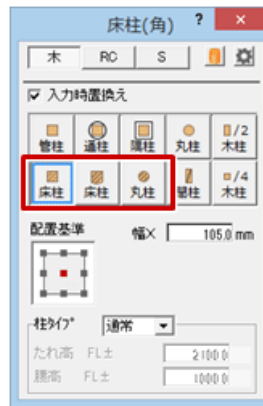 床柱(角) ? ×
木 RC S
入力時置換え
管柱 通柱 隅柱 丸柱 1/2 木柱
床柱 床柱 丸柱 間柱 1/4 木柱
配置基準 幅X 105.0 mm
柱タイプ 通常
たれ高 FL± 2100.0
腰高 FL± 1000.0